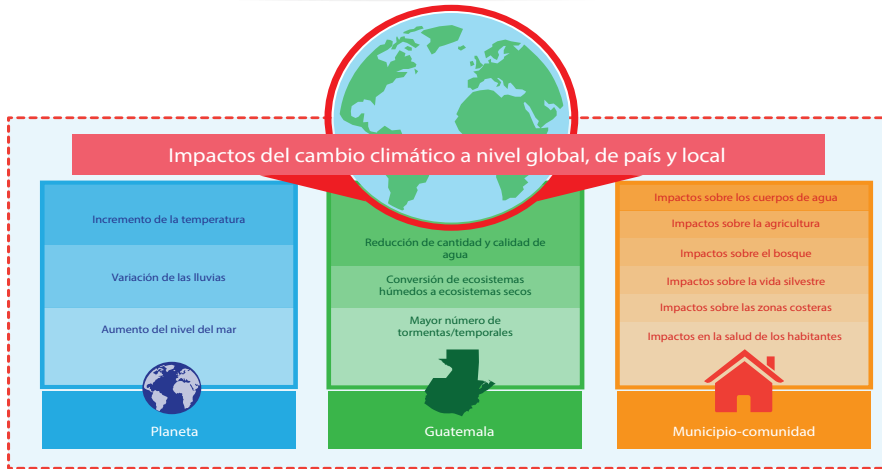 Impactos del cambio climático a nivel global, de país y local
Incremento de la temperatura
Variación de las lluvias
Aumento del nivel del mar
Planeta
Reducción de cantidad y calidad de
agua
Conversión de ecosistemas
húmedos a ecosistemas secos
Mayor número de
tormentas/temporales
Guatemala
Impactos sobre los cuerpos de agua
Impactos sobre la agricultura
Impactos sobre el bosque
Impactos sobre la vida silvestre
Impactos sobre las zonas costeras
Impactos en la salud de los habitantes
Municipio-comunidad